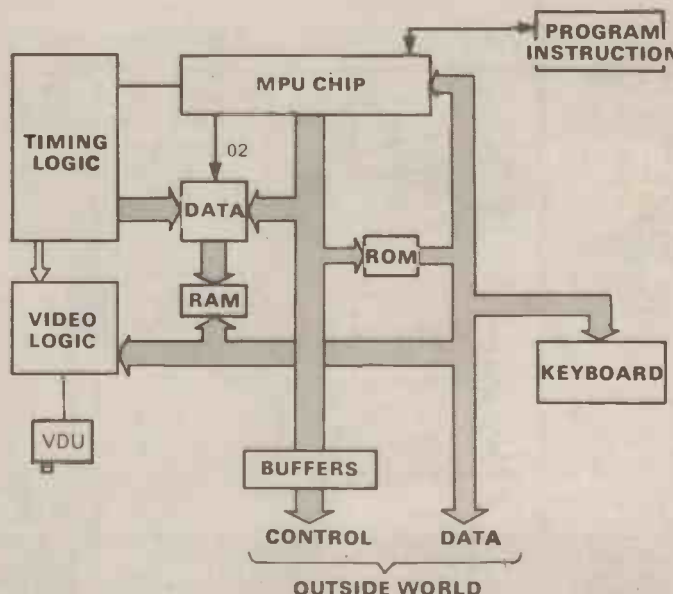 PROGRAM
INSTRUCTION
MPU CHIP
TIMING
LOGIC
02
DATA
ROM
RAM
VIDEO
LOGIC
KEYBOARD
VDU
BUFFERS
CONTROL
DATA
OUTSIDE WORLD